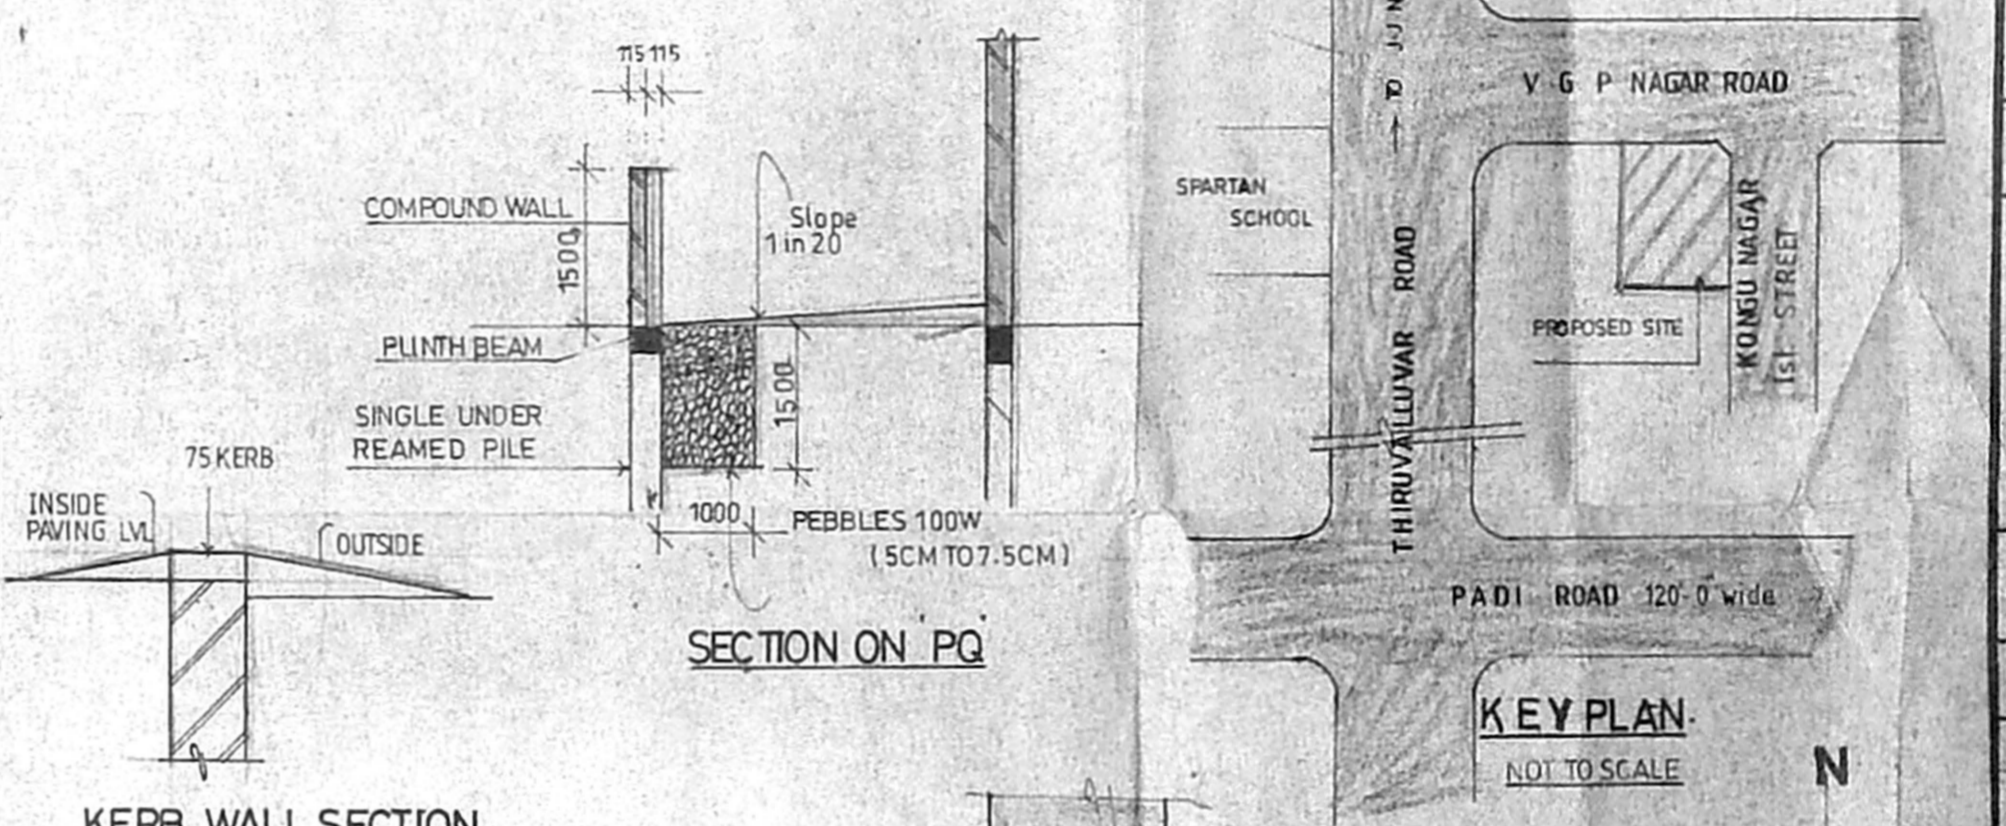 115 115
COMPOUND WALL
1500
Slope
1 in 20
PLINTH BEAM
SINGLE UNDER
REAMED PILE
1500
1000
PEBBLES 100W
(5CM TO 7.5CM)
SECTION ON 'PQ'
75 KERB
INSIDE
PAVING LVL
OUTSIDE
KERB WALL SECTION
V G P NAGAR ROAD
SPARTAN
SCHOOL
THIRUVALLUVAR ROAD
PROPOSED SITE
KONGU NAGAR
Ist STREET
PADI ROAD 120'-0" wide
KEY PLAN.
NOT TO SCALE
N